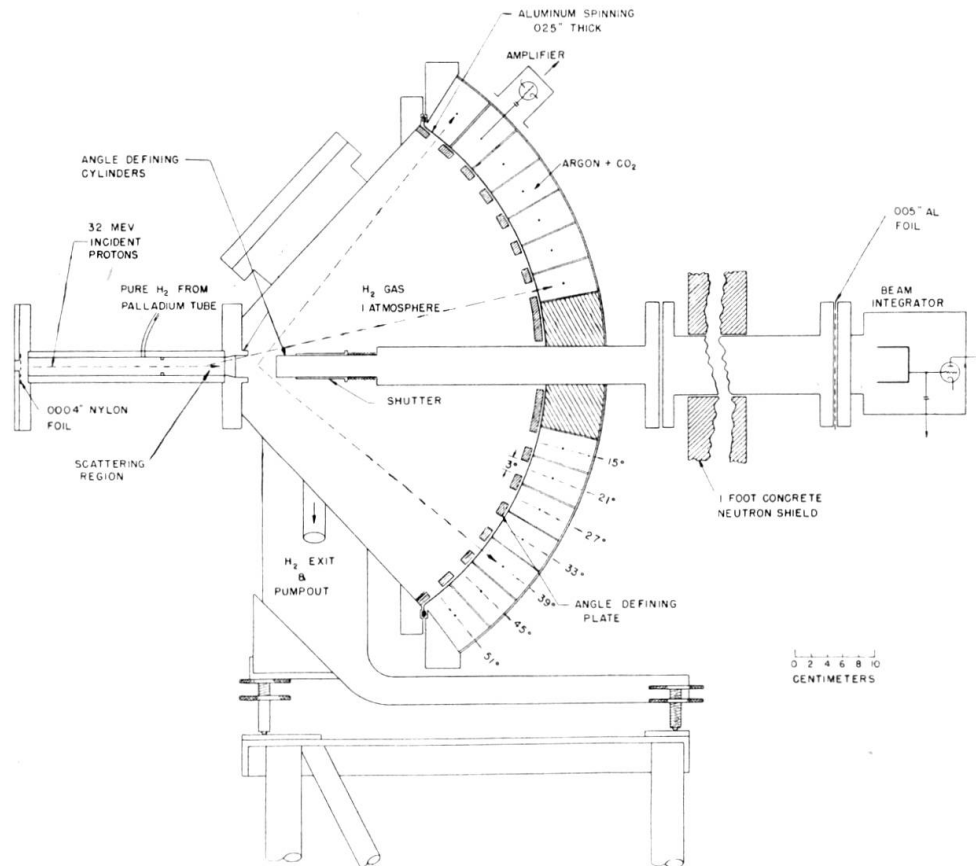 ALUMINUM SPINNING
.025" THICK
AMPLIFIER
ANGLE DEFINING
CYLINDERS
ARGON + CO₂
.005" AL
FOIL
32 MEV
INCIDENT
PROTONS
PURE H₂ FROM
PALLADIUM TUBE
H₂ GAS
1 ATMOSPHERE
BEAM
INTEGRATOR
SHUTTER
.0004" NYLON
FOIL
SCATTERING
REGION
3°
15°
21°
27°
33°
39°
45°
51°
1 FOOT CONCRETE
NEUTRON SHIELD
H₂ EXIT
&
PUMPOUT
ANGLE DEFINING
PLATE
0 2 4 6 8 10
CENTIMETERS